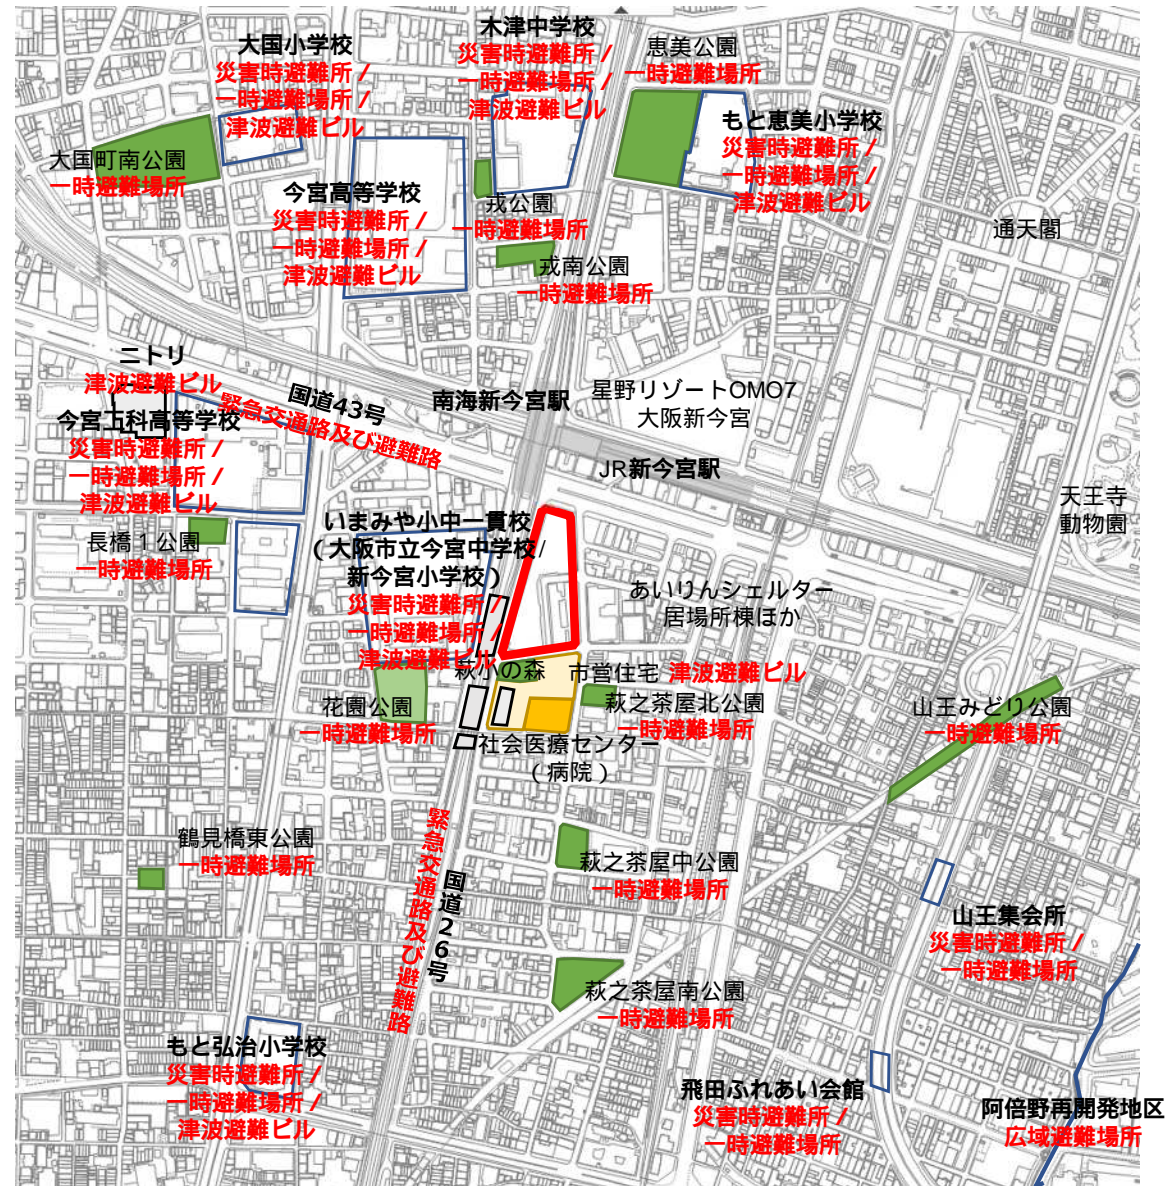 木津中学校
災害時避難所 /
一時避難場所 /
津波避難ビル
大国小学校
災害時避難所 /
一時避難場所 /
津波避難ビル
恵美公園
一時避難場所
もと恵美小学校
災害時避難所 /
一時避難場所 /
津波避難ビル
大国町南公園
一時避難場所
今宮高等学校
災害時避難所 /
一時避難場所 /
津波避難ビル
戎公園
一時避難場所
通天閣
戎南公園
一時避難場所
ニトリ
津波避難ビル
国道43号
緊急交通路及び避難路
南海新今宮駅
星野リゾートOMO7
大阪新今宮
今宮工科高等学校
災害時避難所 /
一時避難場所 /
津波避難ビル
JR新今宮駅
天王寺
動物園
長橋１公園
一時避難場所
いまみや小中一貫校
（大阪市立今宮中学校/
新今宮小学校）
災害時避難所 /
一時避難場所 /
津波避難ビル
あいりんシェルター
居場所棟ほか
萩小の森
市営住宅 津波避難ビル
花園公園
一時避難場所
萩之茶屋北公園
一時避難場所
山王みどり公園
一時避難場所
社会医療センター
（病院）
鶴見橋東公園
一時避難場所
緊急交通路及び避難路
国道26号
萩之茶屋中公園
一時避難場所
山王集会所
災害時避難所 /
一時避難場所
萩之茶屋南公園
一時避難場所
もと弘治小学校
災害時避難所 /
一時避難場所 /
津波避難ビル
飛田ふれあい会館
災害時避難所 /
一時避難場所
阿倍野再開発地区
広域避難場所